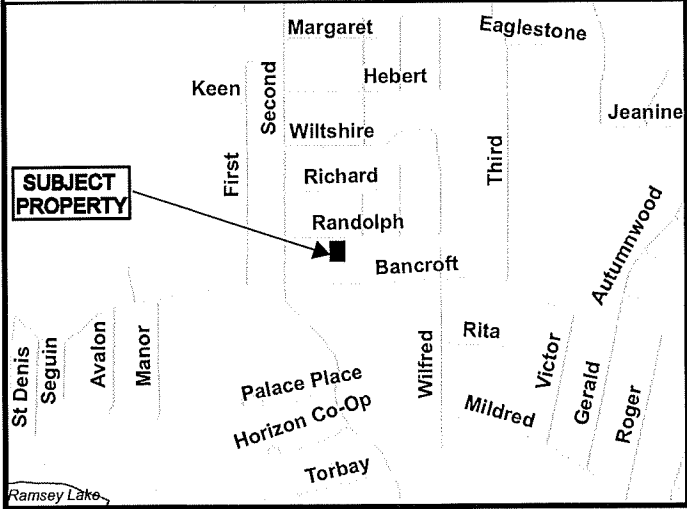 Margaret
Eaglestone
Keen
Second
Hebert
Jeanine
Wiltshire
Third
First
Richard
SUBJECT
PROPERTY
Randolph
Autumnwood
Bancroft
St Denis
Seguin
Avalon
Manor
Wilfred
Rita
Victor
Gerald
Roger
Palace Place
Horizon Co-Op
Mildred
Torbay
Ramsey Lake